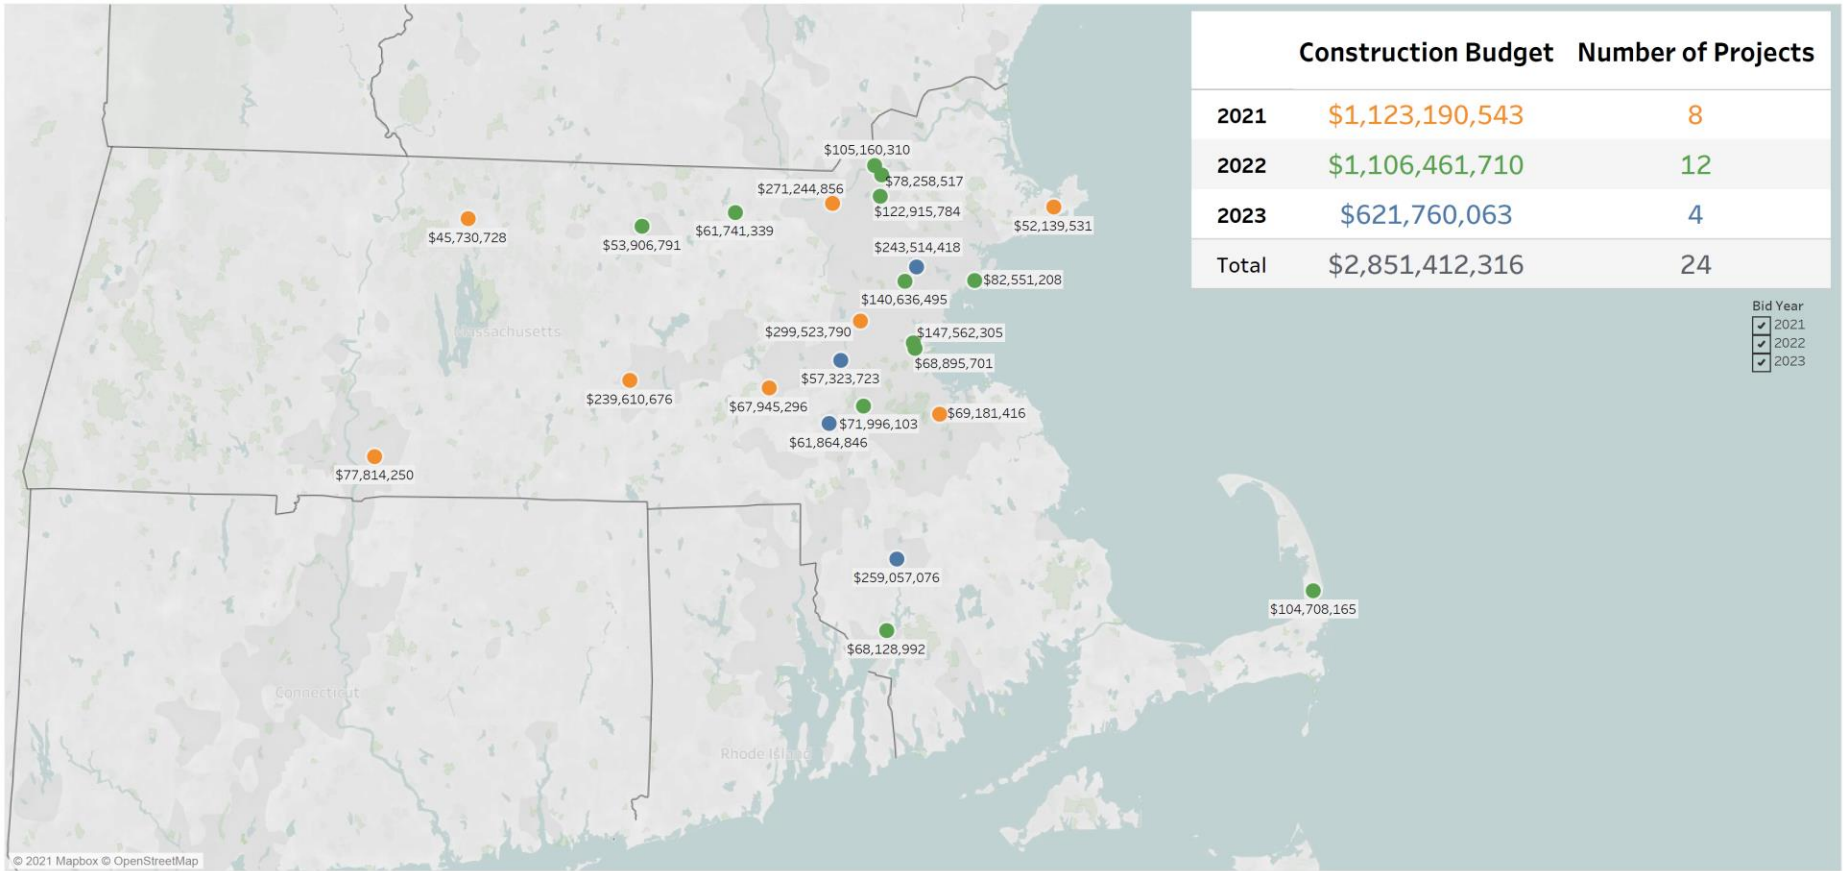 Construction Budget Number of Projects
2021 $1,123,190,543 8
2022 $1,106,461,710 12
2023 $621,760,063 4
Total $2,851,412,316 24
Bid Year
2021
2022
2023
$105,160,310
$78,258,517
$271,244,856
$122,915,784
$52,139,531
$45,730,728
$53,906,791
$61,741,339
$243,514,418
$82,551,208
$140,636,495
Massachusetts
$299,523,790
$147,562,305
$68,895,701
$57,323,723
$239,610,676
$67,945,296
$69,181,416
$71,996,103
$61,864,846
$77,814,250
$259,057,076
$104,708,165
$68,128,992
Connecticut
Rhode Island
© 2021 Mapbox © OpenStreetMap